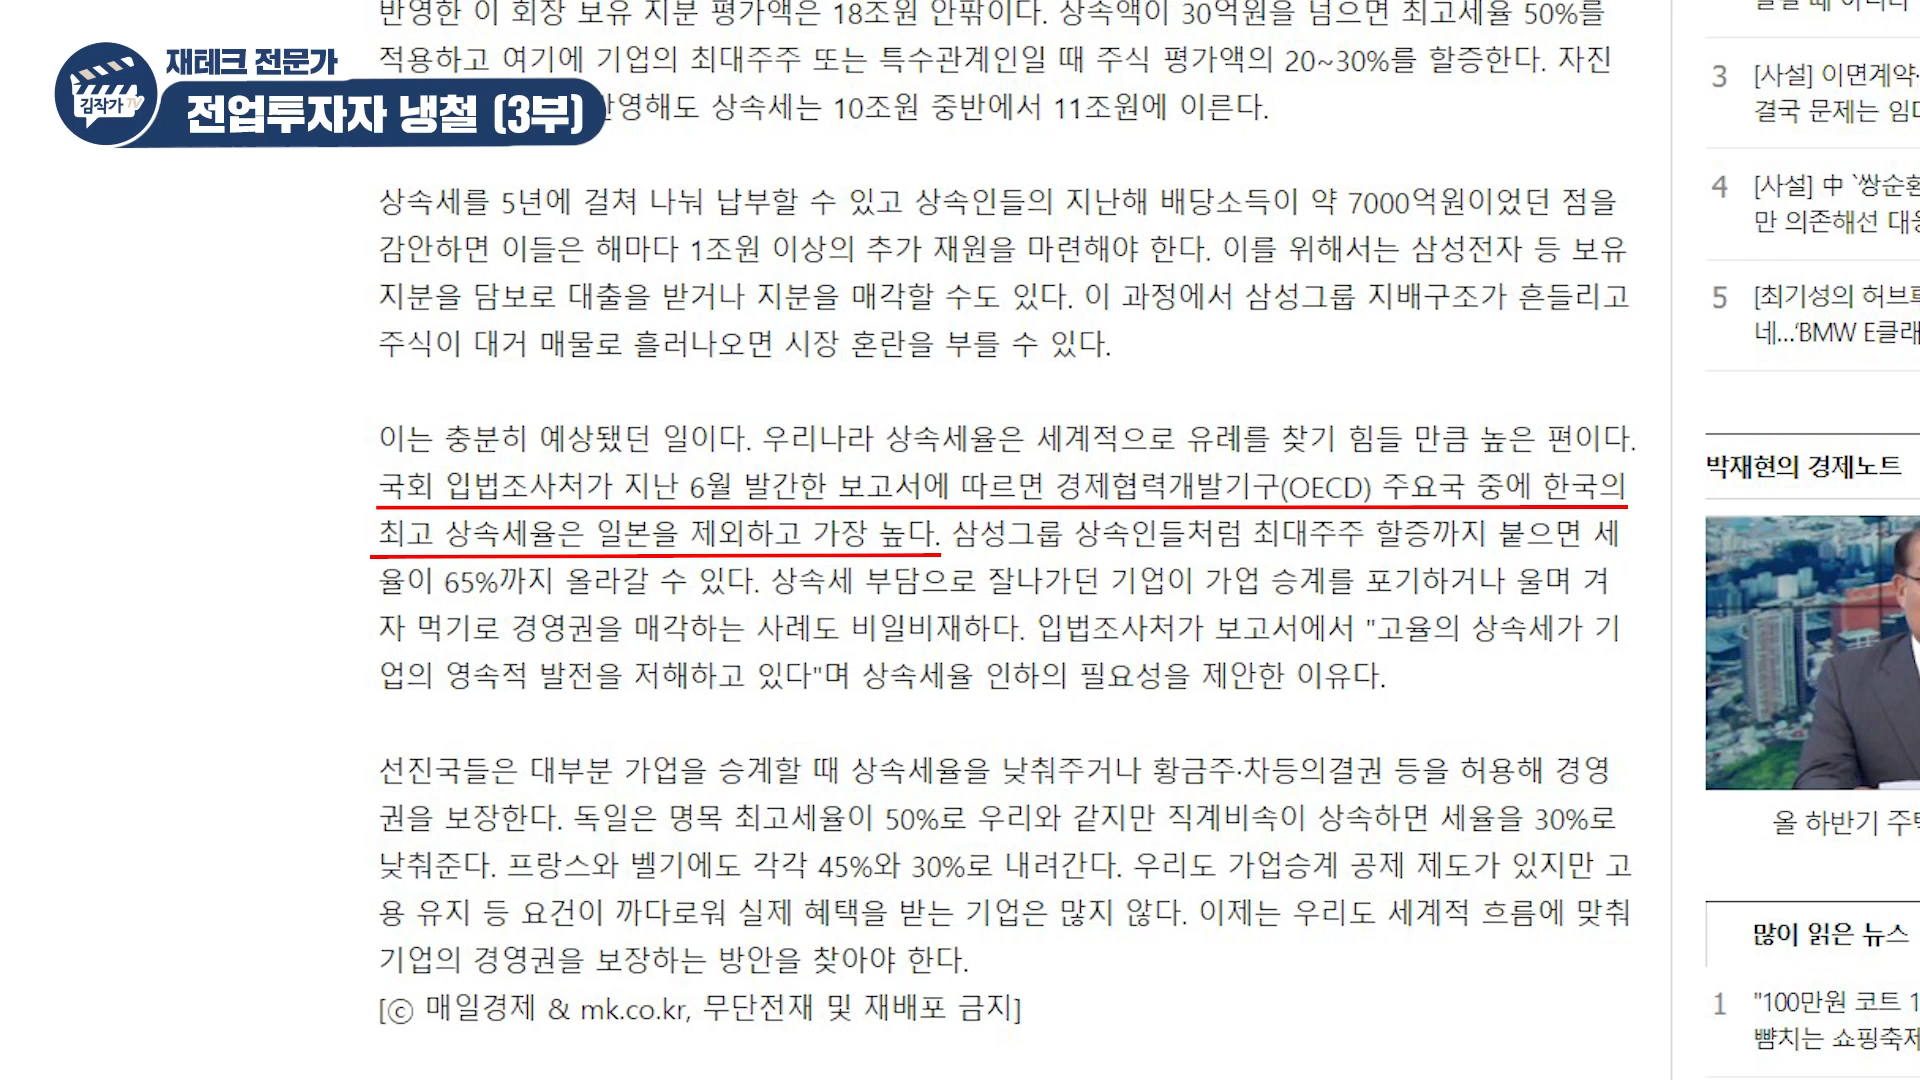 재테크 전문가
김작가 TV
전업투자자 냉철 (3부)
반영한 이 회장 보유 지분 평가액은 18조원 안팎이다. 상속액이 30억원을 넘으면 최고세율 50%를
적용하고 여기에 기업의 최대주주 또는 특수관계인일 때 주식 평가액의 20~30%를 할증한다. 자진
상속세는 10조원 중반에서 11조원에 이른다.
상속세를 5년에 걸쳐 나눠 납부할 수 있고 상속인들의 지난해 배당소득이 약 7000억원이었던 점을
감안하면 이들은 해마다 1조원 이상의 추가 재원을 마련해야 한다. 이를 위해서는 삼성전자 등 보유
지분을 담보로 대출을 받거나 지분을 매각할 수도 있다. 이 과정에서 삼성그룹 지배구조가 흔들리고
주식이 대거 매물로 흘러나오면 시장 혼란을 부를 수 있다.
이는 충분히 예상됐던 일이다. 우리나라 상속세율은 세계적으로 유례를 찾기 힘들 만큼 높은 편이다.
국회 입법조사처가 지난 6월 발간한 보고서에 따르면 경제협력개발기구(OECD) 주요국 중에 한국의
최고 상속세율은 일본을 제외하고 가장 높다. 삼성그룹 상속인들처럼 최대주주 할증까지 붙으면 세
율이 65%까지 올라갈 수 있다. 상속세 부담으로 잘나가던 기업이 가업 승계를 포기하거나 울며 겨
자 먹기로 경영권을 매각하는 사례도 비일비재하다. 입법조사처가 보고서에서 "고율의 상속세가 기
업의 영속적 발전을 저해하고 있다"며 상속세율 인하의 필요성을 제안한 이유다.
선진국들은 대부분 가업을 승계할 때 상속세율을 낮춰주거나 황금주·차등의결권 등을 허용해 경영
권을 보장한다. 독일은 명목 최고세율이 50%로 우리와 같지만 직계비속이 상속하면 세율을 30%로
낮춰준다. 프랑스와 벨기에도 각각 45%와 30%로 내려간다. 우리도 가업승계 공제 제도가 있지만 고
용 유지 등 요건이 까다로워 실제 혜택을 받는 기업은 많지 않다. 이제는 우리도 세계적 흐름에 맞춰
기업의 경영권을 보장하는 방안을 찾아야 한다.
[ⓒ 매일경제 & mk.co.kr, 무단전재 및 재배포 금지]
3 [사설] 이면계약·
결국 문제는
4 [사설] 中 `쌍순환
만 의존해선
5 [최기성의 허브
네...'BMW E클래
박재현의 경제노트
올 하반기
많이 읽은 뉴스
1 "100만원 코트
뺨치는 쇼핑축제